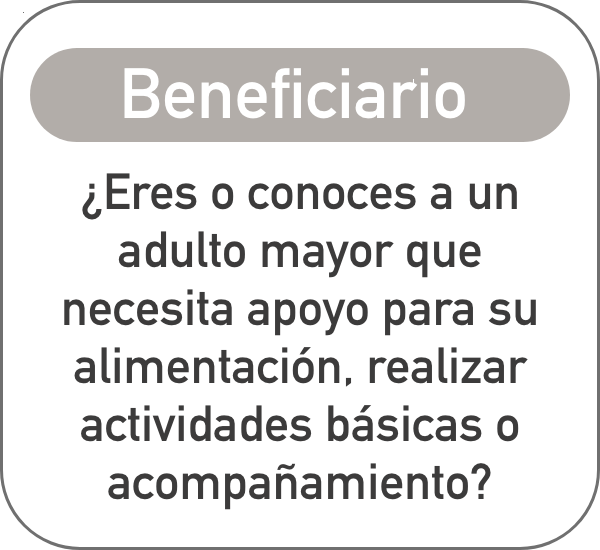 Beneficiario
¿Eres o conoces a un
adulto mayor que
necesita apoyo para su
alimentación, realizar
actividades básicas o
acompañamiento?